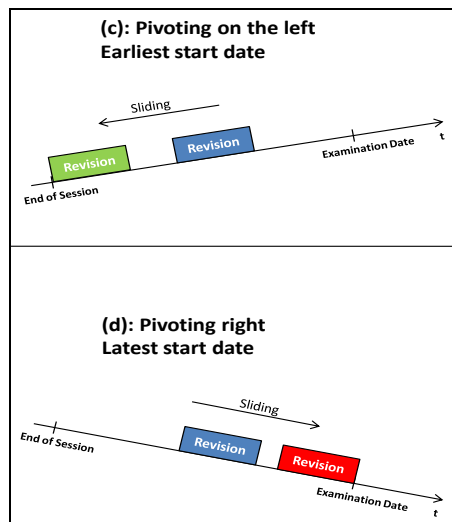 (c): Pivoting on the left
Earliest start date
Sliding
Revision
Revision
Examination Date
t
End of Session
(d): Pivoting right
Latest start date
Sliding
End of Session
Revision
Revision
Examination Date
t